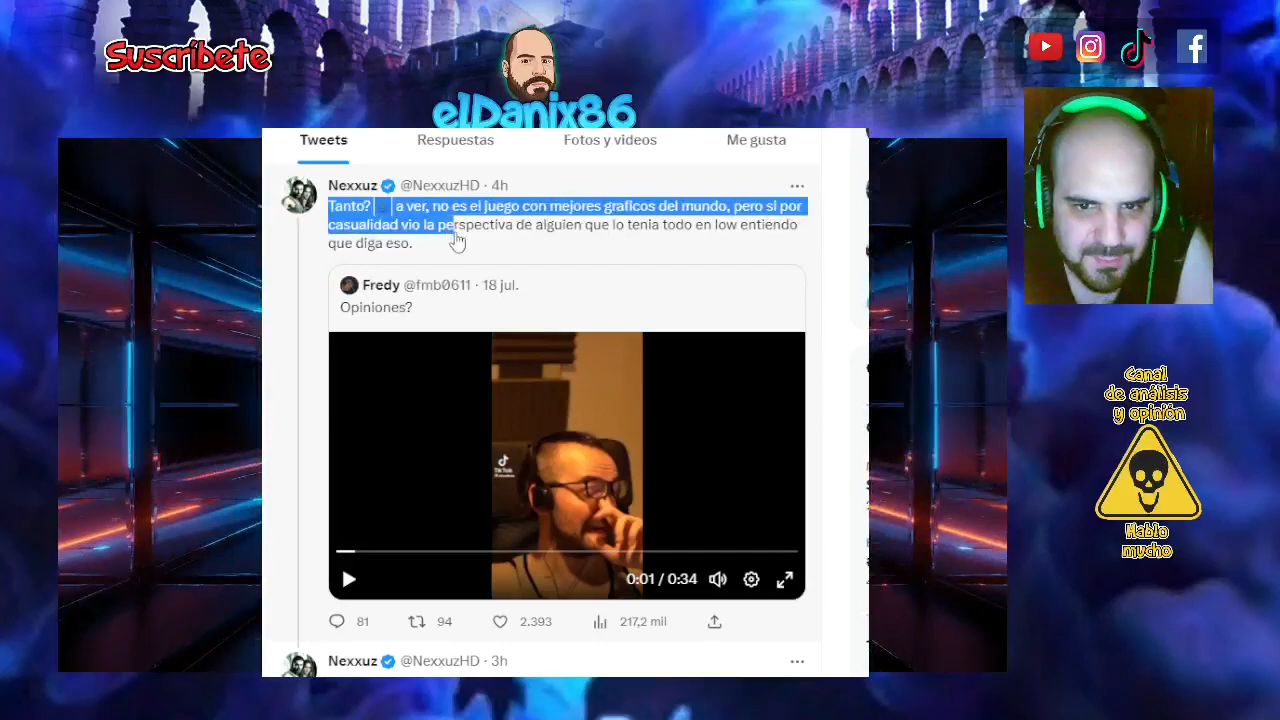 Suscríbete
elDanix86
Tweets Respuestas Fotos y videos Me gusta
Nexxuz @NexxuzHD · 4h
Tanto? a ver, no es el juego con mejores graficos del mundo, pero si por
casualidad vio la perspectiva de alguien que lo tenia todo en low entiendo
que diga eso.
Fredy @fmb0611 · 18 jul.
Opiniones?
TikTok
0:01 / 0:34
81 94 2.393 217,2 mil
Nexxuz @NexxuzHD · 3h
Canal
de análisis
y opinión
Hablo
mucho